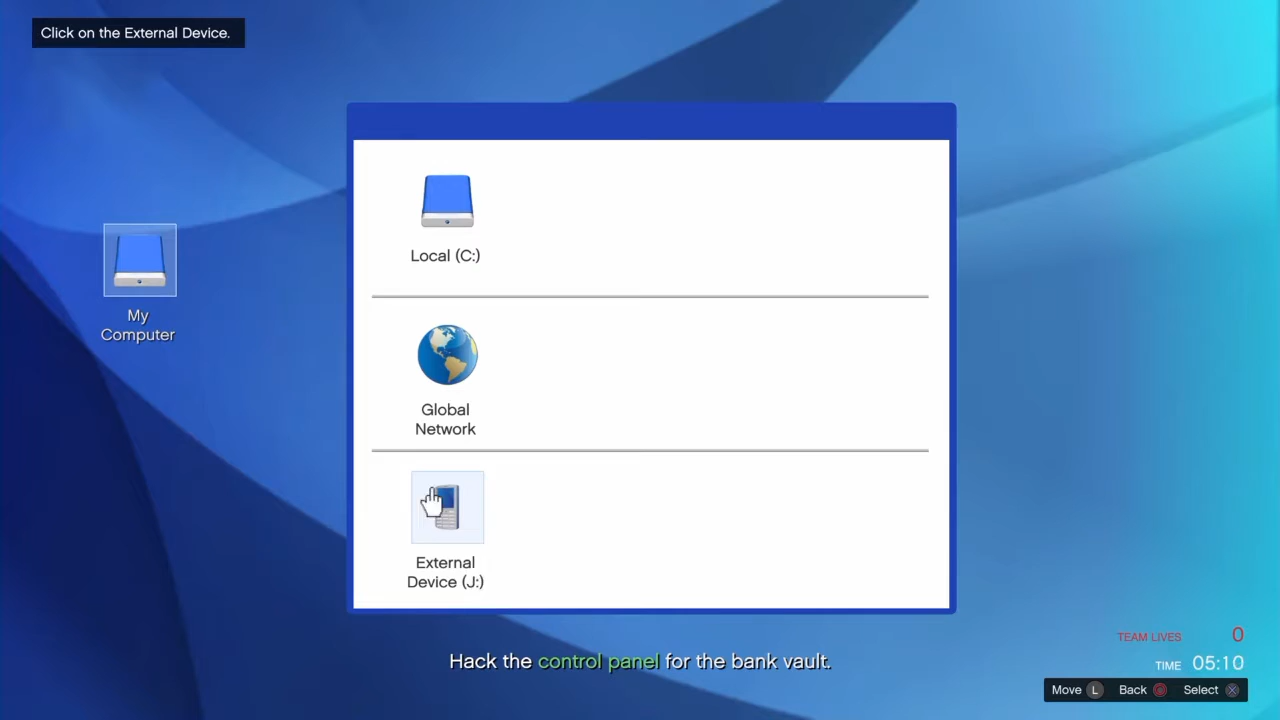 Click on the External Device.
Local (C:)
My
Computer
Global
Network
External
Device (J:)
Hack the control panel for the bank vault.
TEAM LIVES 0
TIME 05:10
Move L Back Select